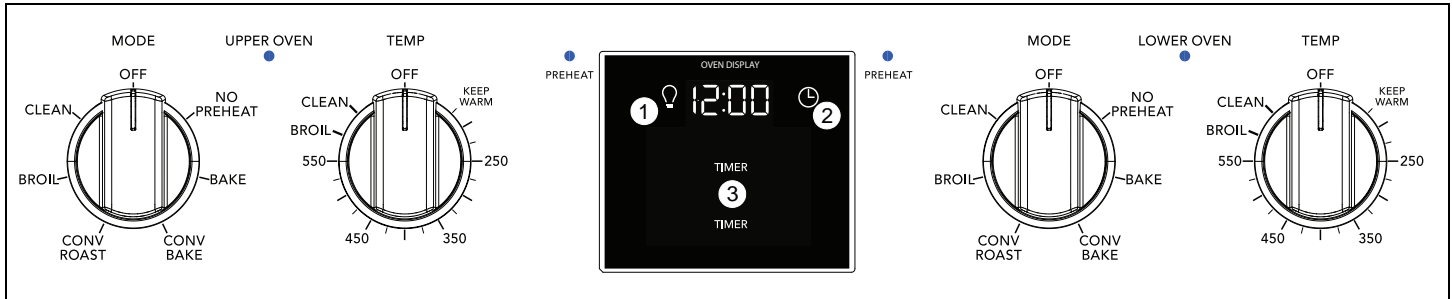 MODE
UPPER OVEN
TEMP
OFF
NO
PREHEAT
BAKE
CONV
BAKE
CONV
ROAST
BROIL
CLEAN
OFF
KEEP
WARM
250
350
450
550
BROIL
CLEAN
PREHEAT
OVEN DISPLAY
1
12:00
2
TIMER
3
TIMER
PREHEAT
MODE
LOWER OVEN
TEMP
OFF
NO
PREHEAT
BAKE
CONV
BAKE
CONV
ROAST
BROIL
CLEAN
OFF
KEEP
WARM
250
350
450
550
BROIL
CLEAN